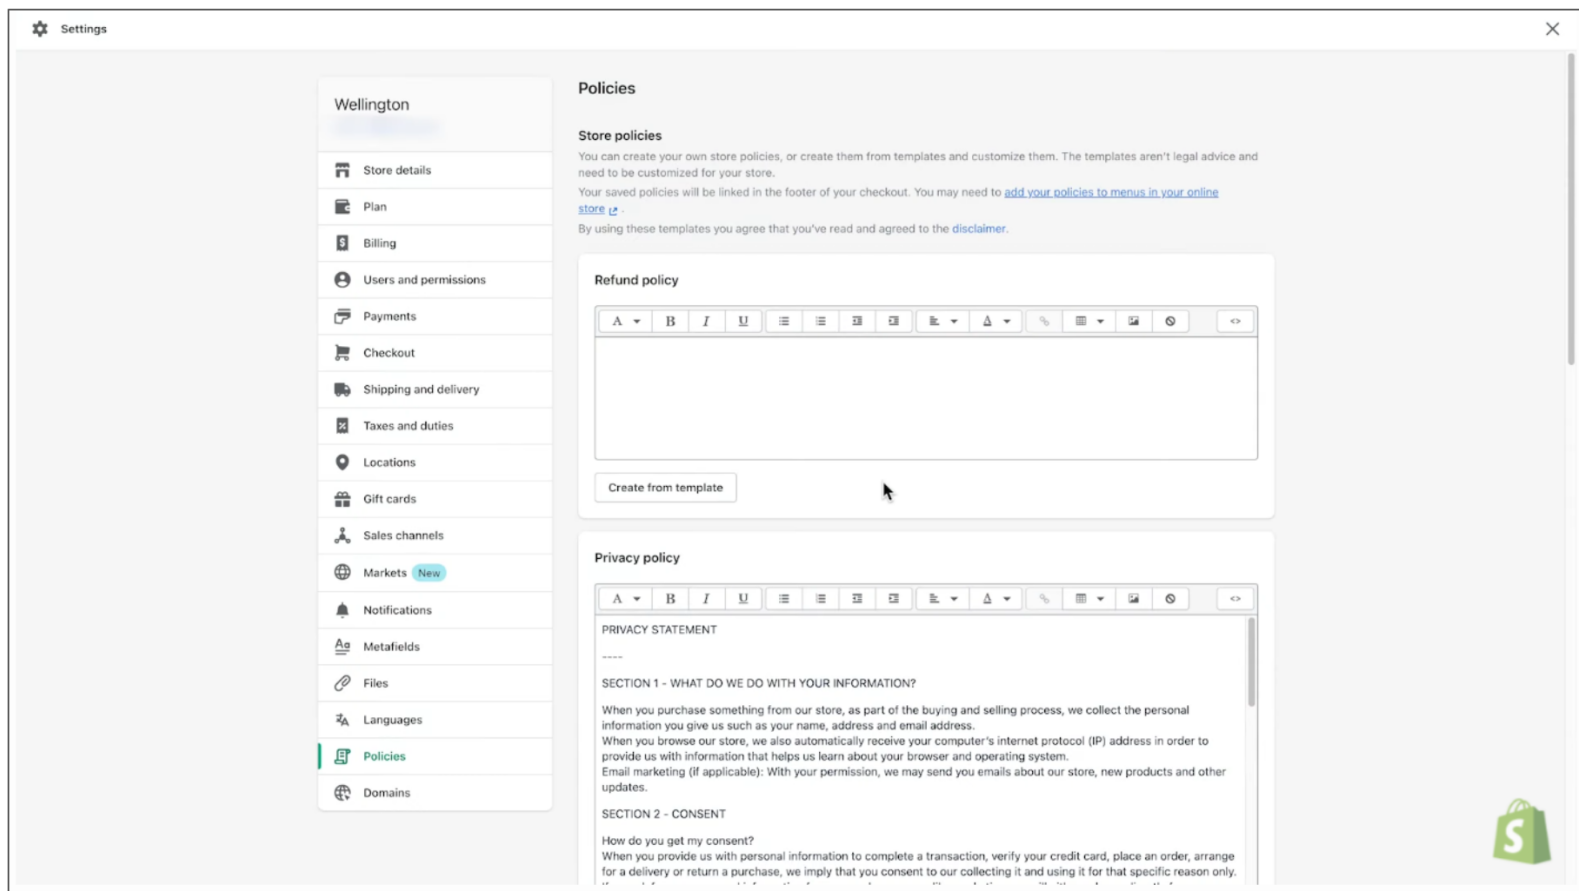 Settings
Wellington
Store details
Plan
Billing
Users and permissions
Payments
Checkout
Shipping and delivery
Taxes and duties
Locations
Gift cards
Sales channels
Markets New
Notifications
Metafields
Files
Languages
Policies
Domains
Policies
Store policies
You can create your own store policies, or create them from templates and customize them. The templates aren't legal advice and
need to be customized for your store.
Your saved policies will be linked in the footer of your checkout. You may need to add your policies to menus in your online
store .
By using these templates you agree that you've read and agreed to the disclaimer.
Refund policy
A B I U A <>
Create from template
Privacy policy
A B I U A <>
PRIVACY STATEMENT
----
SECTION 1 - WHAT DO WE DO WITH YOUR INFORMATION?
When you purchase something from our store, as part of the buying and selling process, we collect the personal
information you give us such as your name, address and email address.
When you browse our store, we also automatically receive your computer's internet protocol (IP) address in order to
provide us with information that helps us learn about your browser and operating system.
Email marketing (if applicable): With your permission, we may send you emails about our store, new products and other
updates.
SECTION 2 - CONSENT
How do you get my consent?
When you provide us with personal information to complete a transaction, verify your credit card, place an order, arrange
for a delivery or return a purchase, we imply that you consent to our collecting it and using it for that specific reason only.